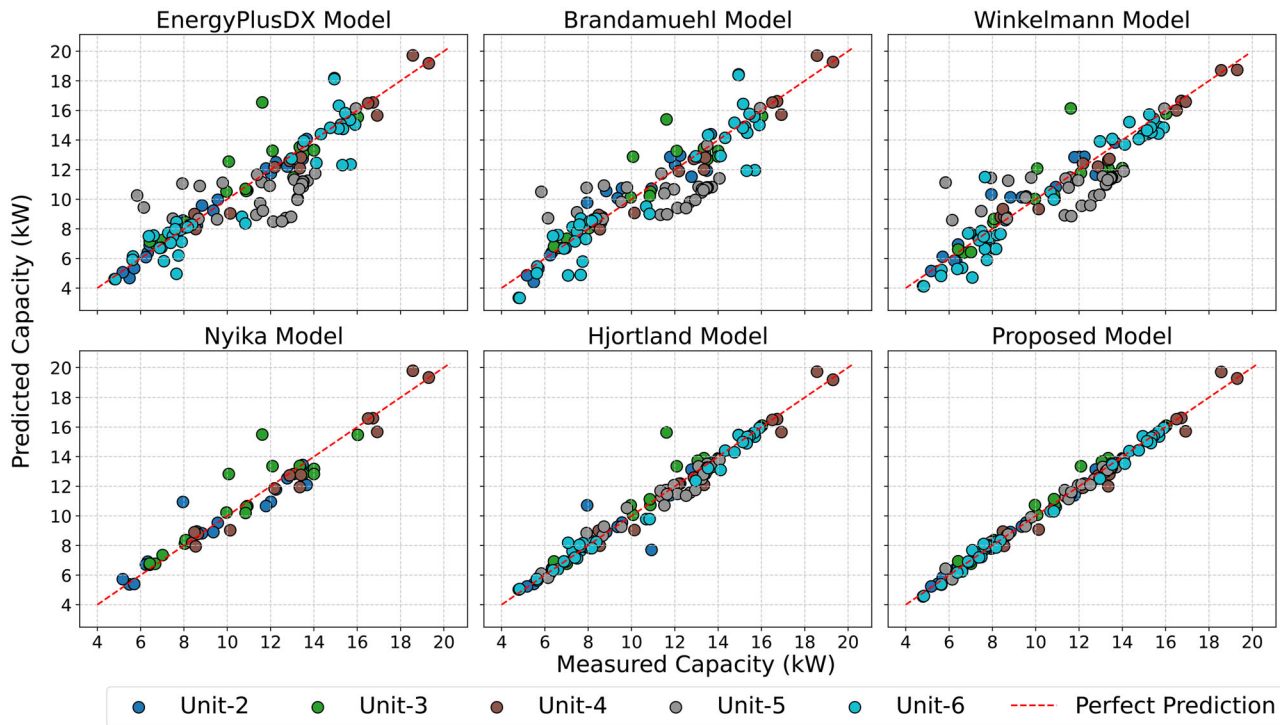 EnergyPlusDX Model
Brandamuehl Model
Winkelmann Model
20
18
16
14
12
10
8
6
4
Nyika Model
Hjortland Model
Proposed Model
Predicted Capacity (kW)
20
18
16
14
12
10
8
6
4
4 6 8 10 12 14 16 18 20
4 6 8 10 12 14 16 18 20
4 6 8 10 12 14 16 18 20
Measured Capacity (kW)
Unit-2 Unit-3 Unit-4 Unit-5 Unit-6 Perfect Prediction